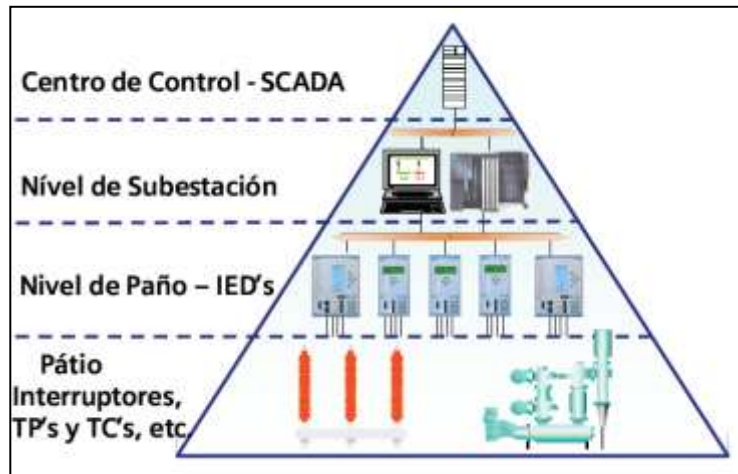 Centro de Control - SCADA
Nível de Subestación
Nivel de Paño – IED's
Pátio
Interruptores,
TP's y TC's, etc.